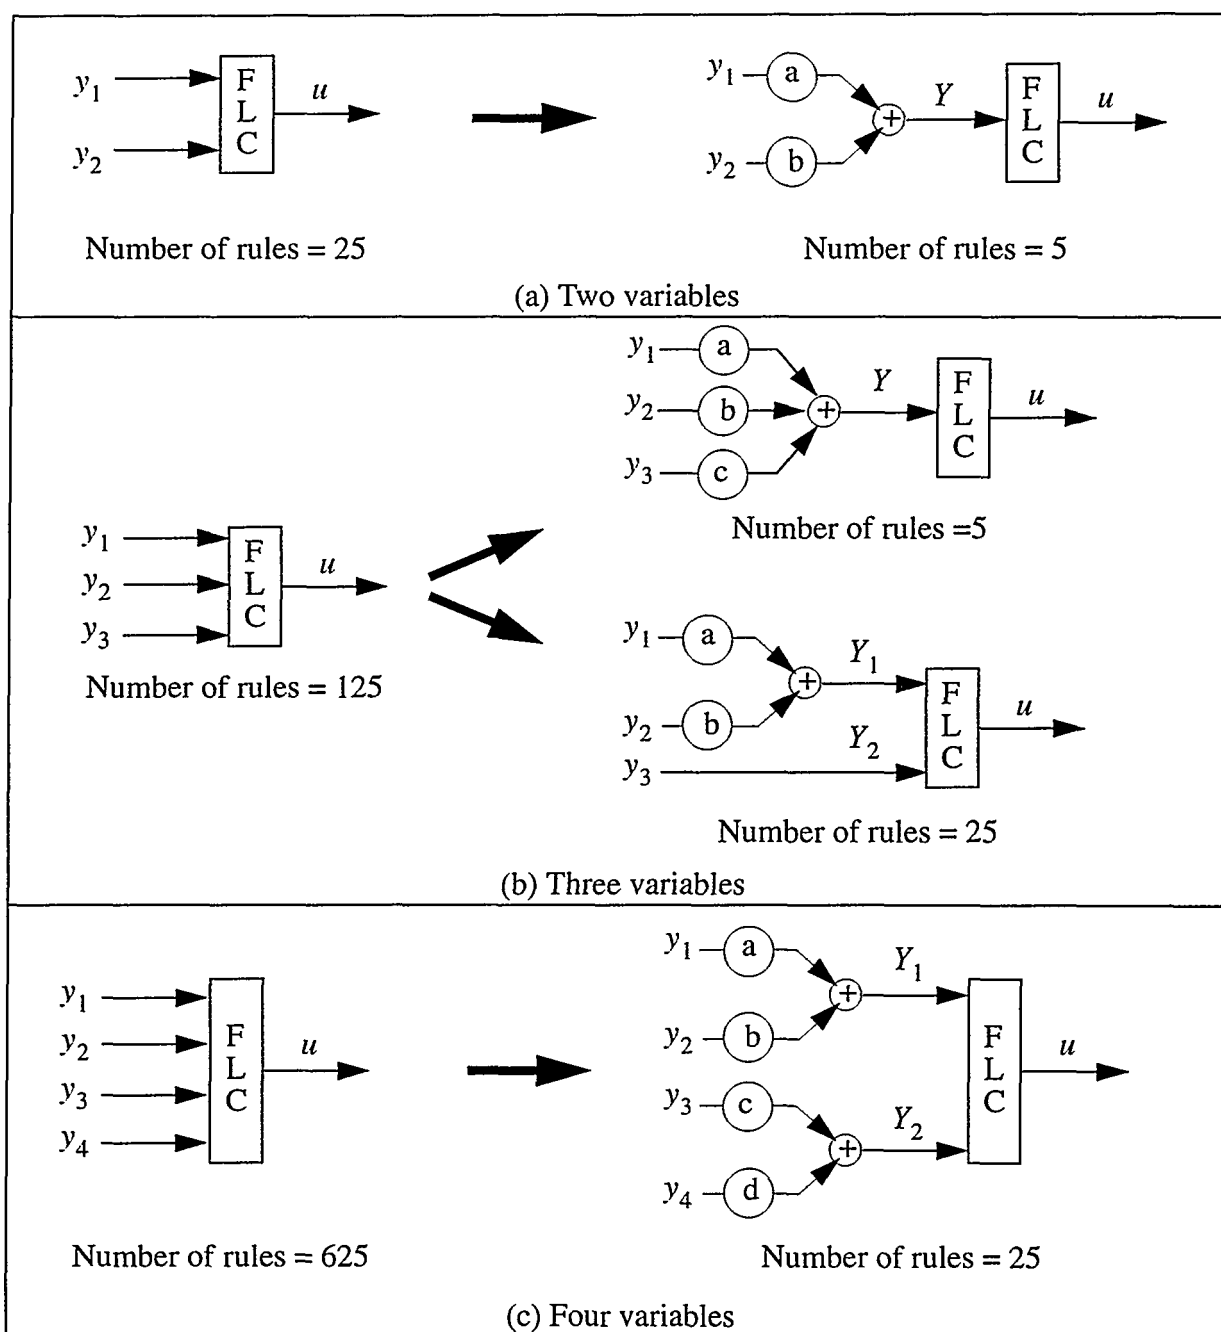 y1
y2
F
L
C
u
Number of rules = 25
y1
a
y2
b
+
Y
F
L
C
u
Number of rules = 5
(a) Two variables
y1
y2
y3
F
L
C
u
Number of rules = 125
y1
a
y2
b
y3
c
+
Y
F
L
C
u
Number of rules =5
y1
a
y2
b
y3
+
Y1
Y2
F
L
C
u
Number of rules = 25
(b) Three variables
y1
y2
y3
y4
F
L
C
u
Number of rules = 625
y1
a
y2
b
y3
c
y4
d
+
+
Y1
Y2
F
L
C
u
Number of rules = 25
(c) Four variables